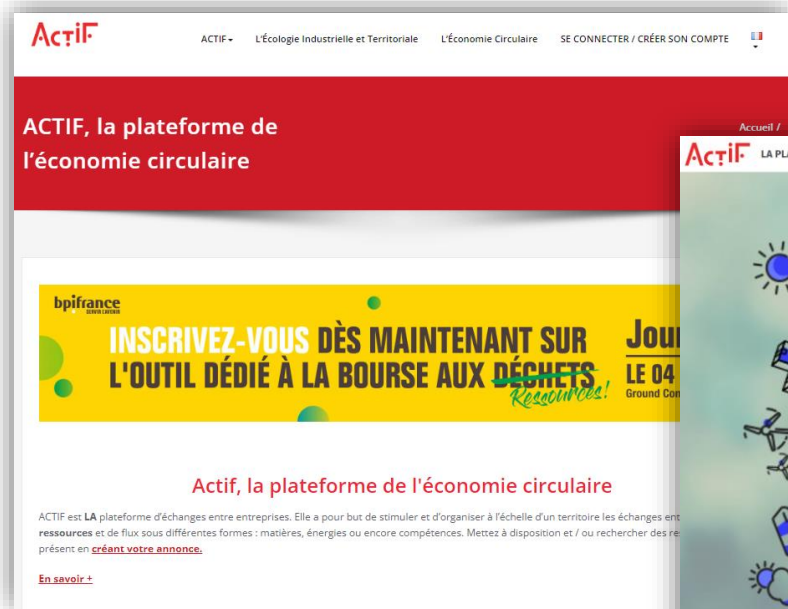 ACTIF
ACTIF
L'Écologie Industrielle et Territoriale
L'Économie Circulaire
SE CONNECTER / CRÉER SON COMPTE
ACTIF, la plateforme de
l'économie circulaire
Accueil /
ACTIF
LA PLA
bpifrance
SERVIR L'AVENIR
INSCRIVEZ-VOUS DÈS MAINTENANT SUR
L'OUTIL DÉDIÉ À LA BOURSE AUX DÉCHETS
Ressources!
Jour
LE 04
Ground Con
Actif, la plateforme de l'économie circulaire
ACTIF est LA plateforme d'échanges entre entreprises. Elle a pour but de stimuler et d'organiser à l'échelle d'un territoire les échanges ent
ressources et de flux sous différentes formes : matières, énergies ou encore compétences. Mettez à disposition et / ou rechercher des re
présent en créant votre annonce.
En savoir +